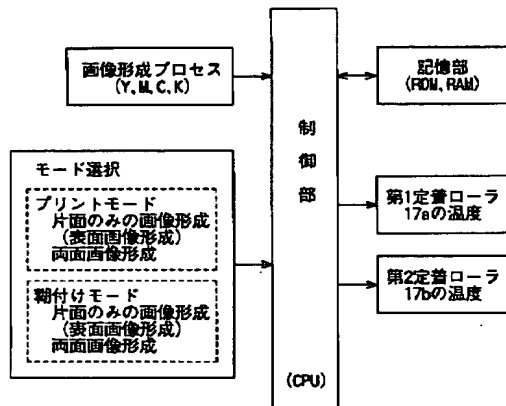 画像形成プロセス
(Y,M,C,K)
モード選択
プリントモード
片面のみの画像形成
(表面画像形成)
両面画像形成
糊付けモード
片面のみの画像形成
(表面画像形成)
両面画像形成
制御部
(CPU)
記憶部
(ROM,RAM)
第1定着ローラ
17aの温度
第2定着ローラ
17bの温度